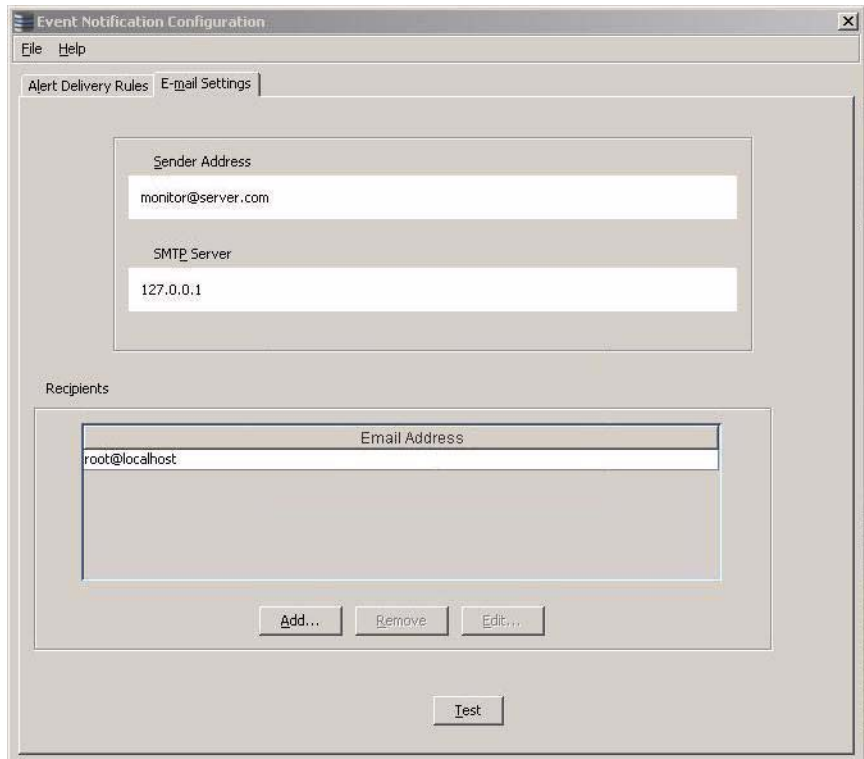 Event Notification Configuration
File Help
Alert Delivery Rules E-mail Settings
Sender Address
monitor@server.com
SMTP Server
127.0.0.1
Recipients
Email Address
root@localhost
Add... Remove Edit...
Test